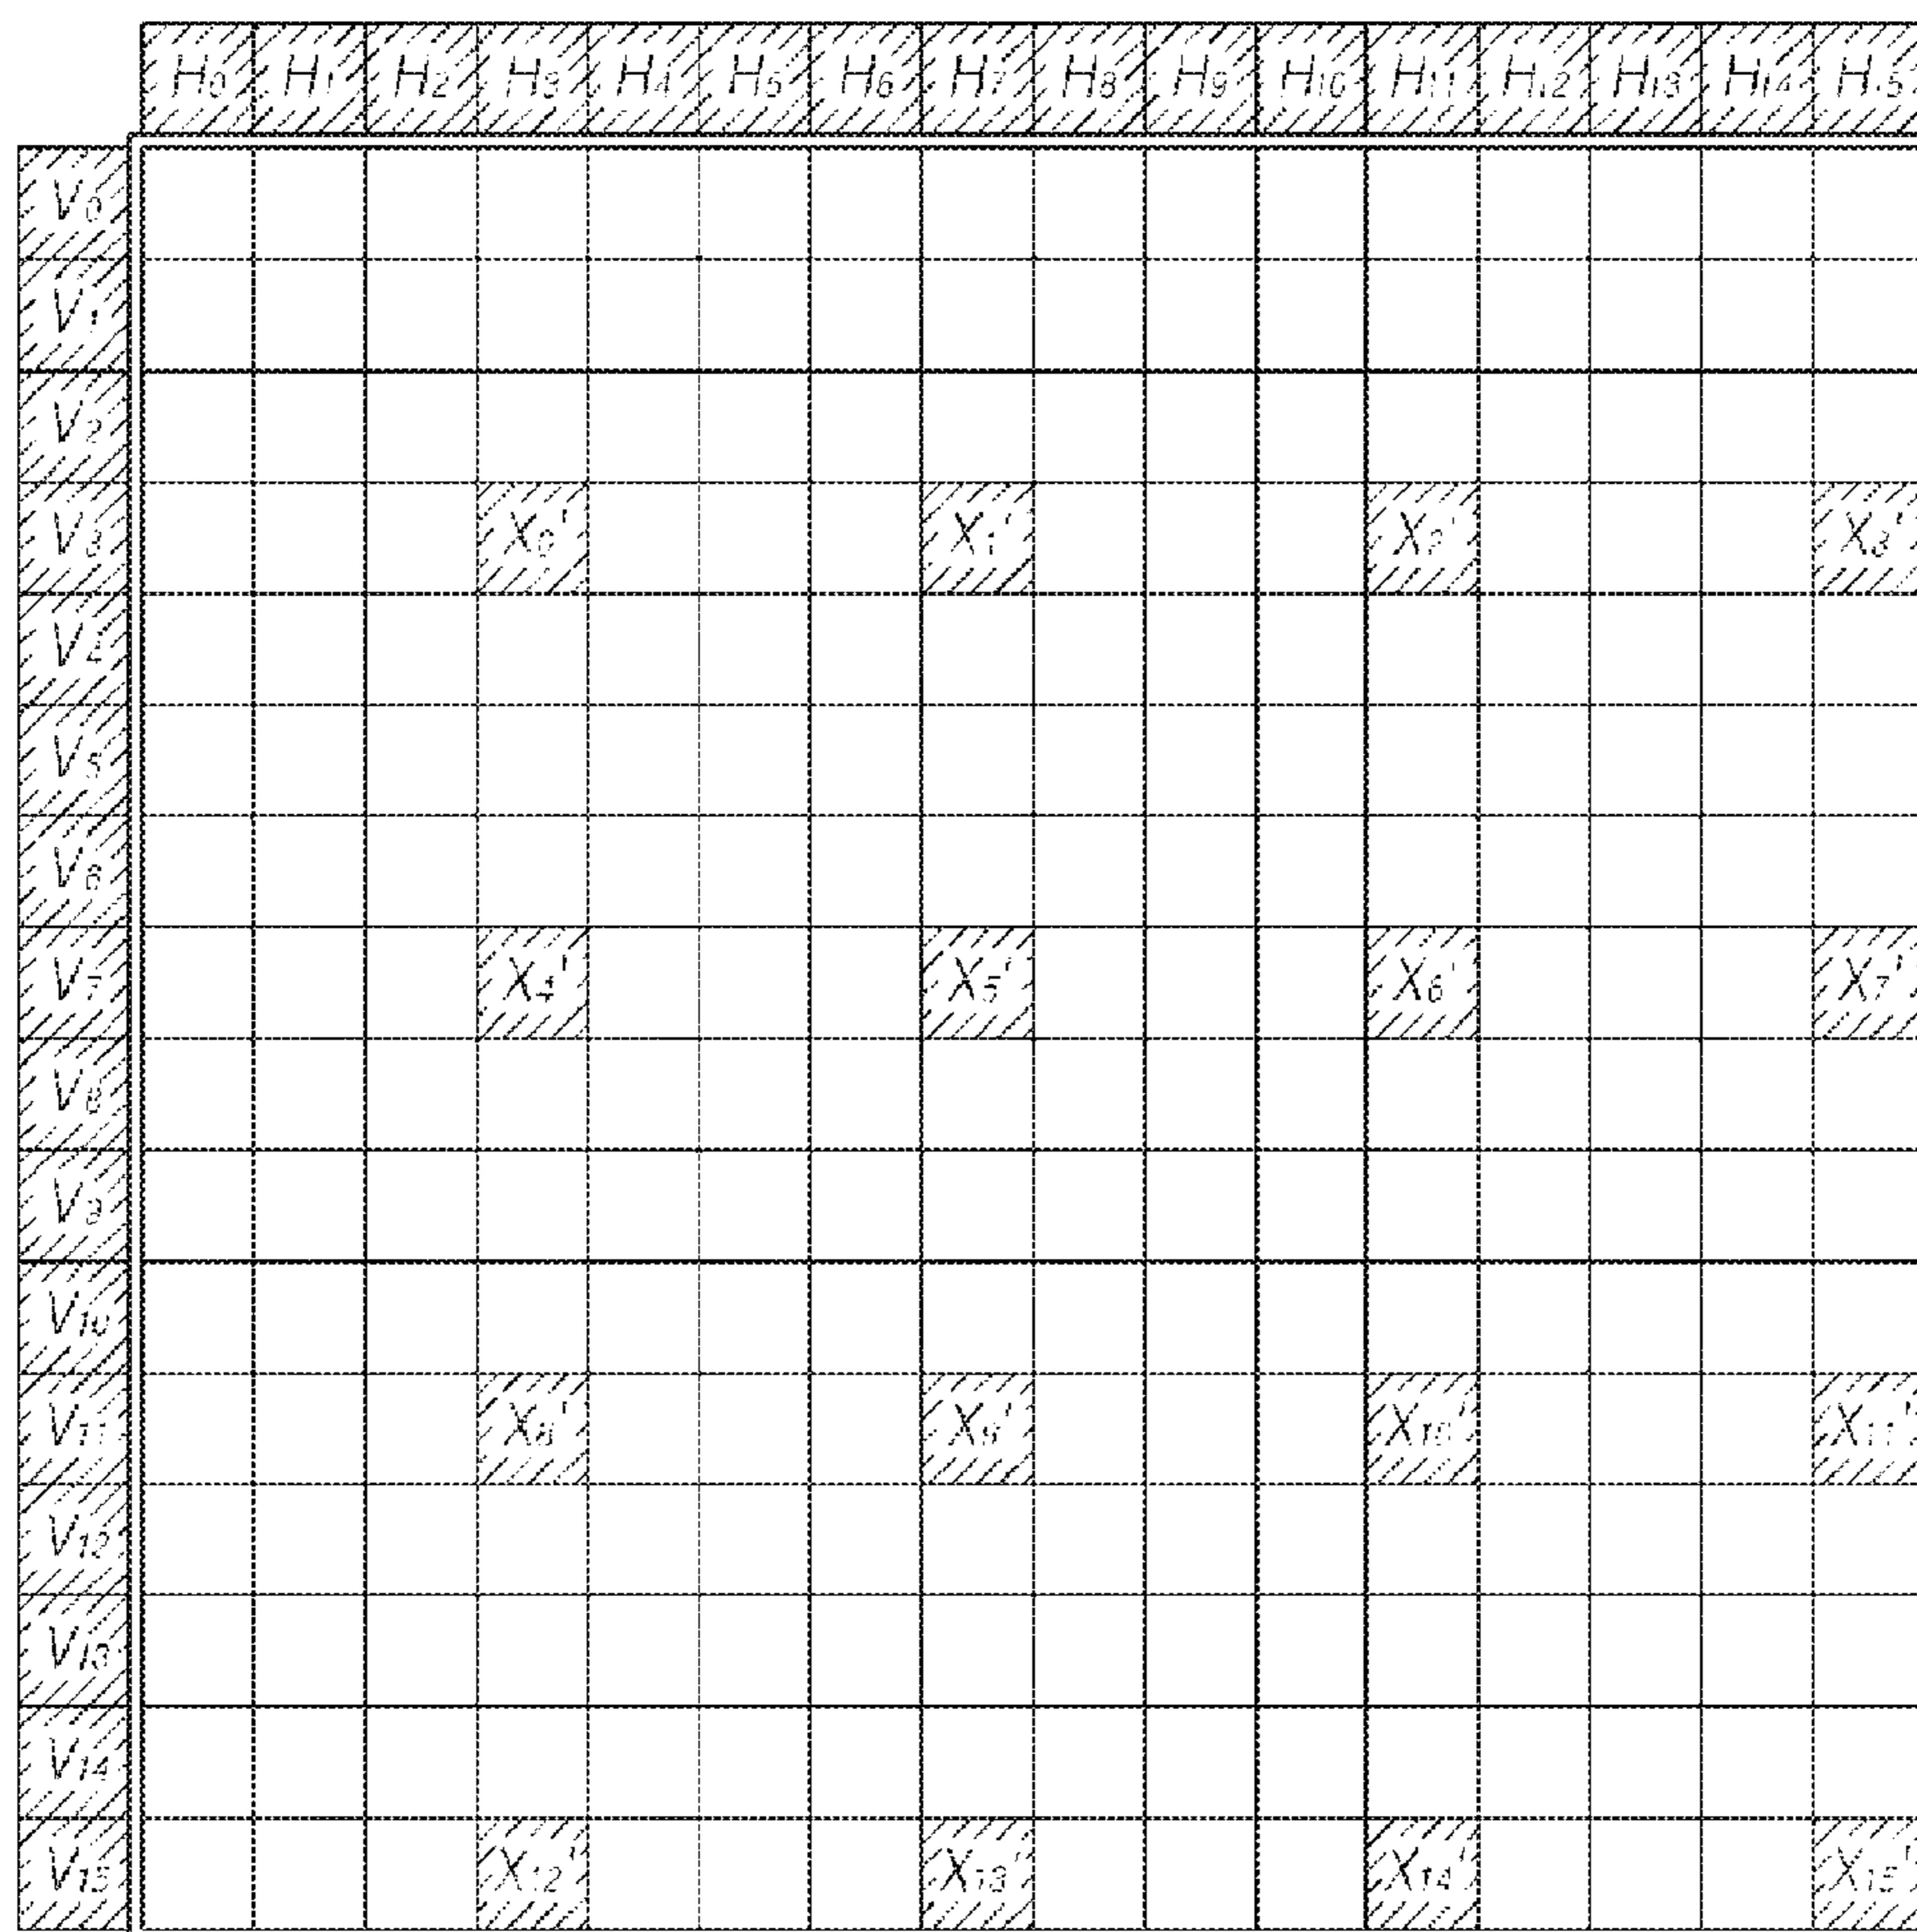 H0 H1 H2 H3 H4 H5 H6 H7 H8 H9 H10 H11 H12 H13 H14 H15
V0
V1
V2
V3 X0' X1' X2' X3'
V4
V5
V6
V7 X4' X5' X6' X7'
V8
V9
V10
V11 X8' X9' X10' X11'
V12
V13
V14
V15 X12' X13' X14' X15'